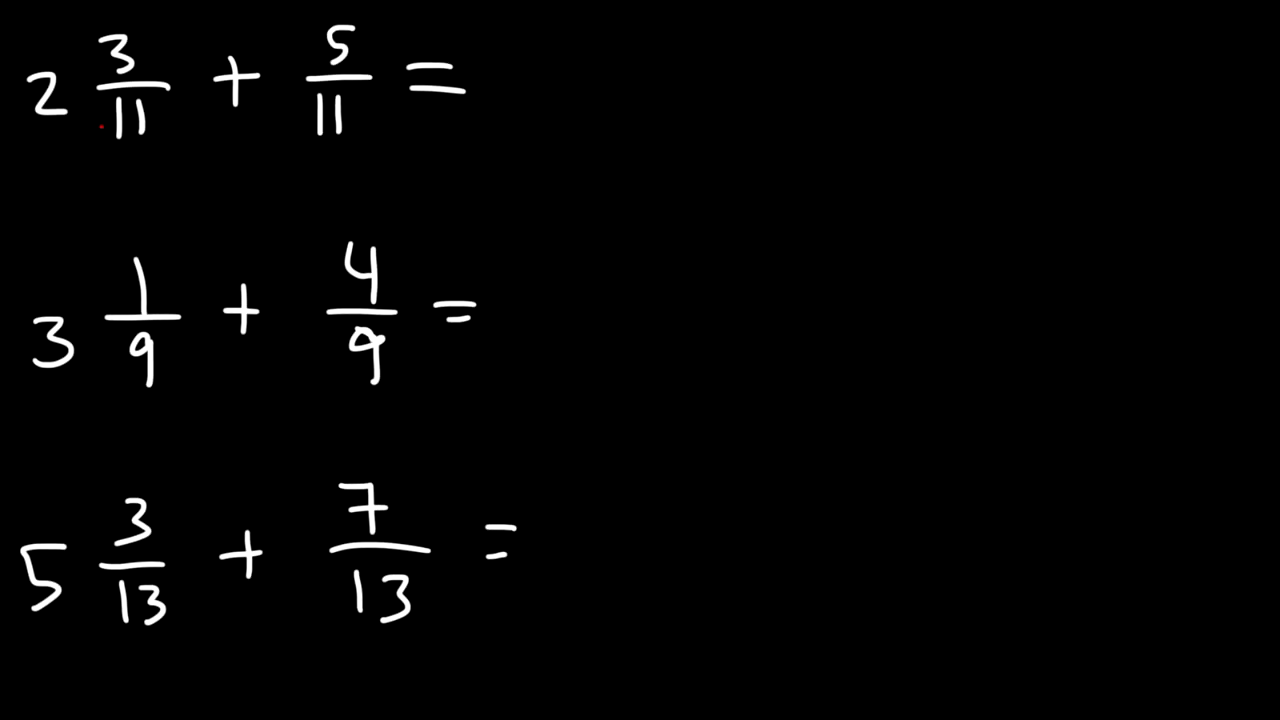 2 3/11 + 5/11 =
3 1/9 + 4/9 =
5 3/13 + 7/13 =